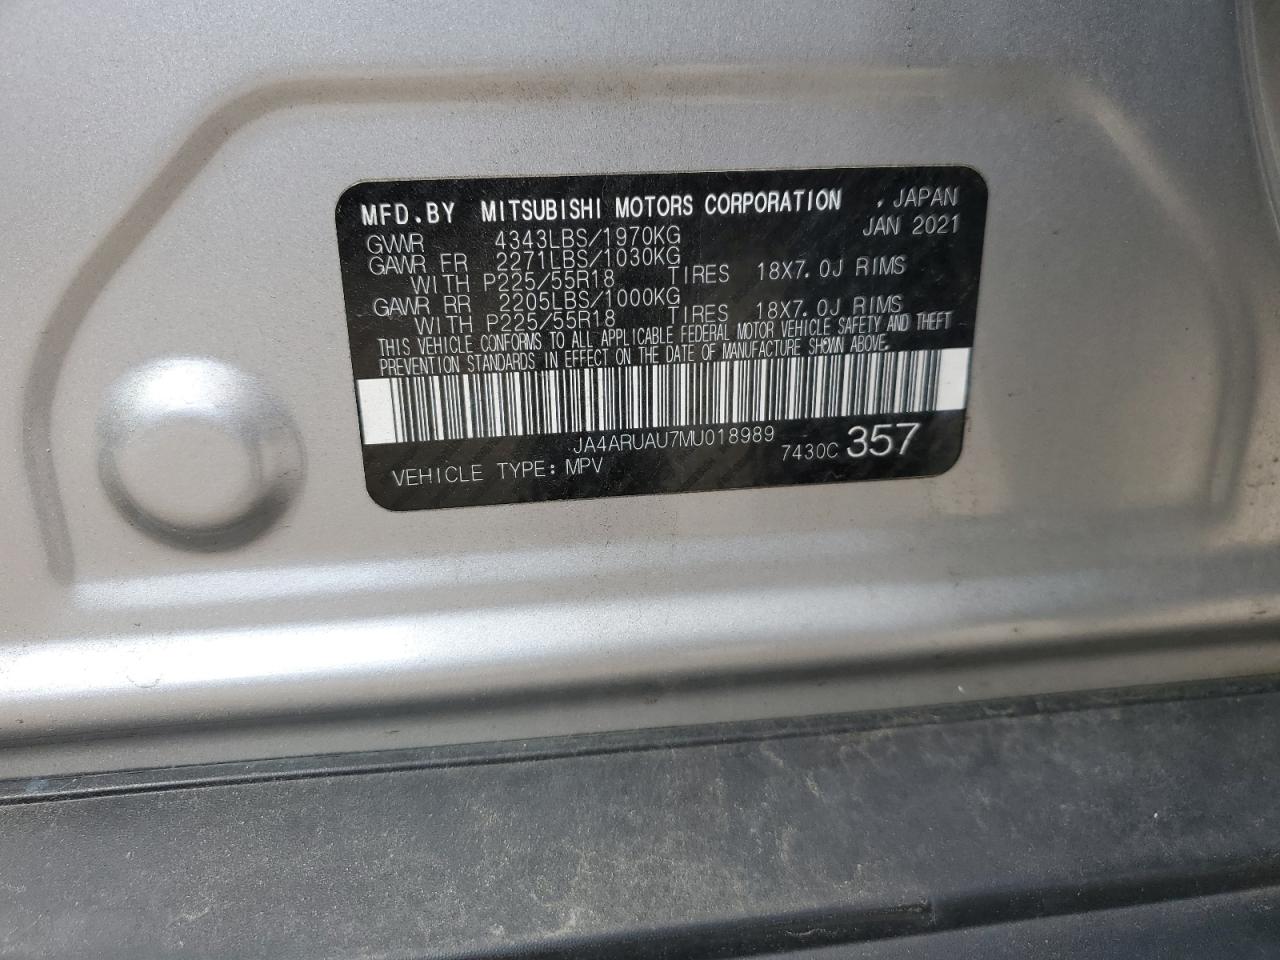 MFD.BY MITSUBISHI MOTORS CORPORATION , JAPAN
GVWR 4343LBS/1970KG JAN 2021
GAWR FR 2271LBS/1030KG
WITH P225/55R18 TIRES 18X7.0J RIMS
GAWR RR 2205LBS/1000KG
WITH P225/55R18 TIRES 18X7.0J RIMS
THIS VEHICLE CONFORMS TO ALL APPLICABLE FEDERAL MOTOR VEHICLE SAFETY AND THEFT
PREVENTION STANDARDS IN EFFECT ON THE DATE OF MANUFACTURE SHOWN ABOVE.
JA4ARUAU7MU018989
VEHICLE TYPE: MPV 7430C 357